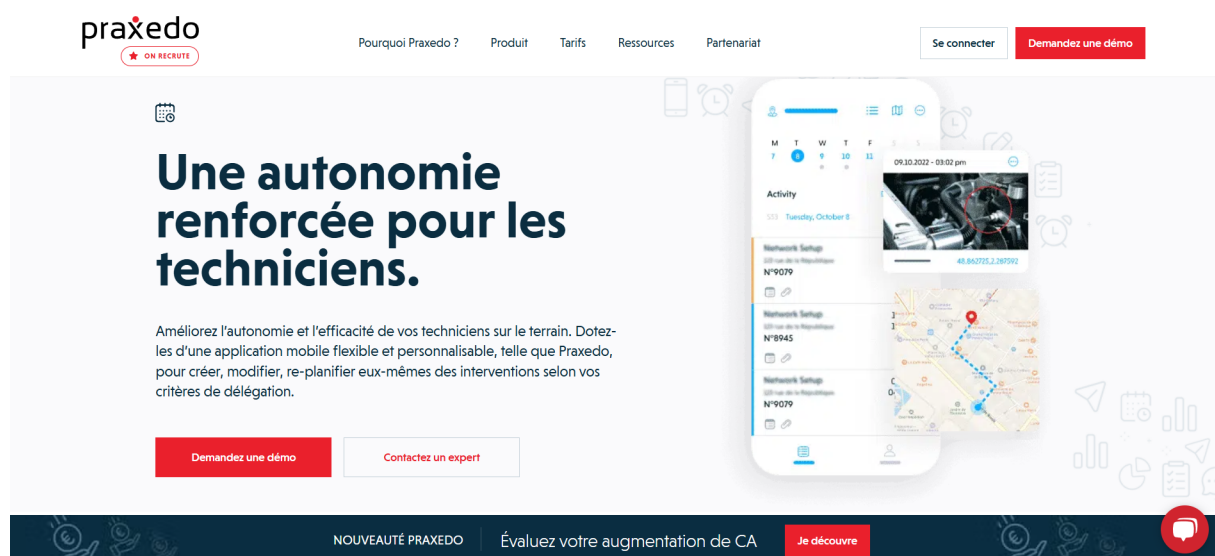 praxedo
ON RECRUTE
Pourquoi Praxedo ?
Produit
Tarifs
Ressources
Partenariat
Se connecter
Demandez une démo
Une autonomie
renforcée pour les
techniciens.
Améliorez l'autonomie et l'efficacité de vos techniciens sur le terrain. Dotez-
les d'une application mobile flexible et personnalisable, telle que Praxedo,
pour créer, modifier, re-planifier eux-mêmes des interventions selon vos
critères de délégation.
Demandez une démo
Contactez un expert
M T W T F S S
7 8 9 10 11
Activity
Tuesday, October 8
Network Setup
N°9079
Network Setup
N°8945
Network Setup
N°9079
09.10.2022 - 03:02 pm
48.862725,2.287592
NOUVEAUTÉ PRAXEDO
Évaluez votre augmentation de CA
Je découvre